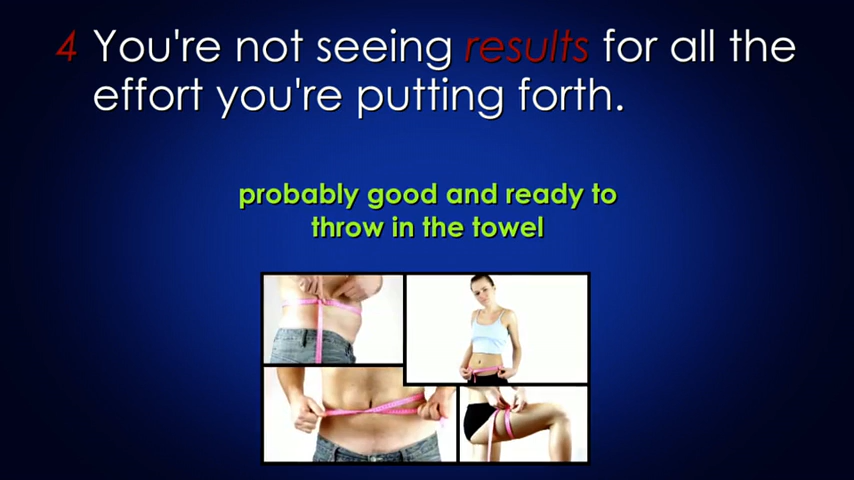 4 You're not seeing results for all the
effort you're putting forth.
probably good and ready to
throw in the towel